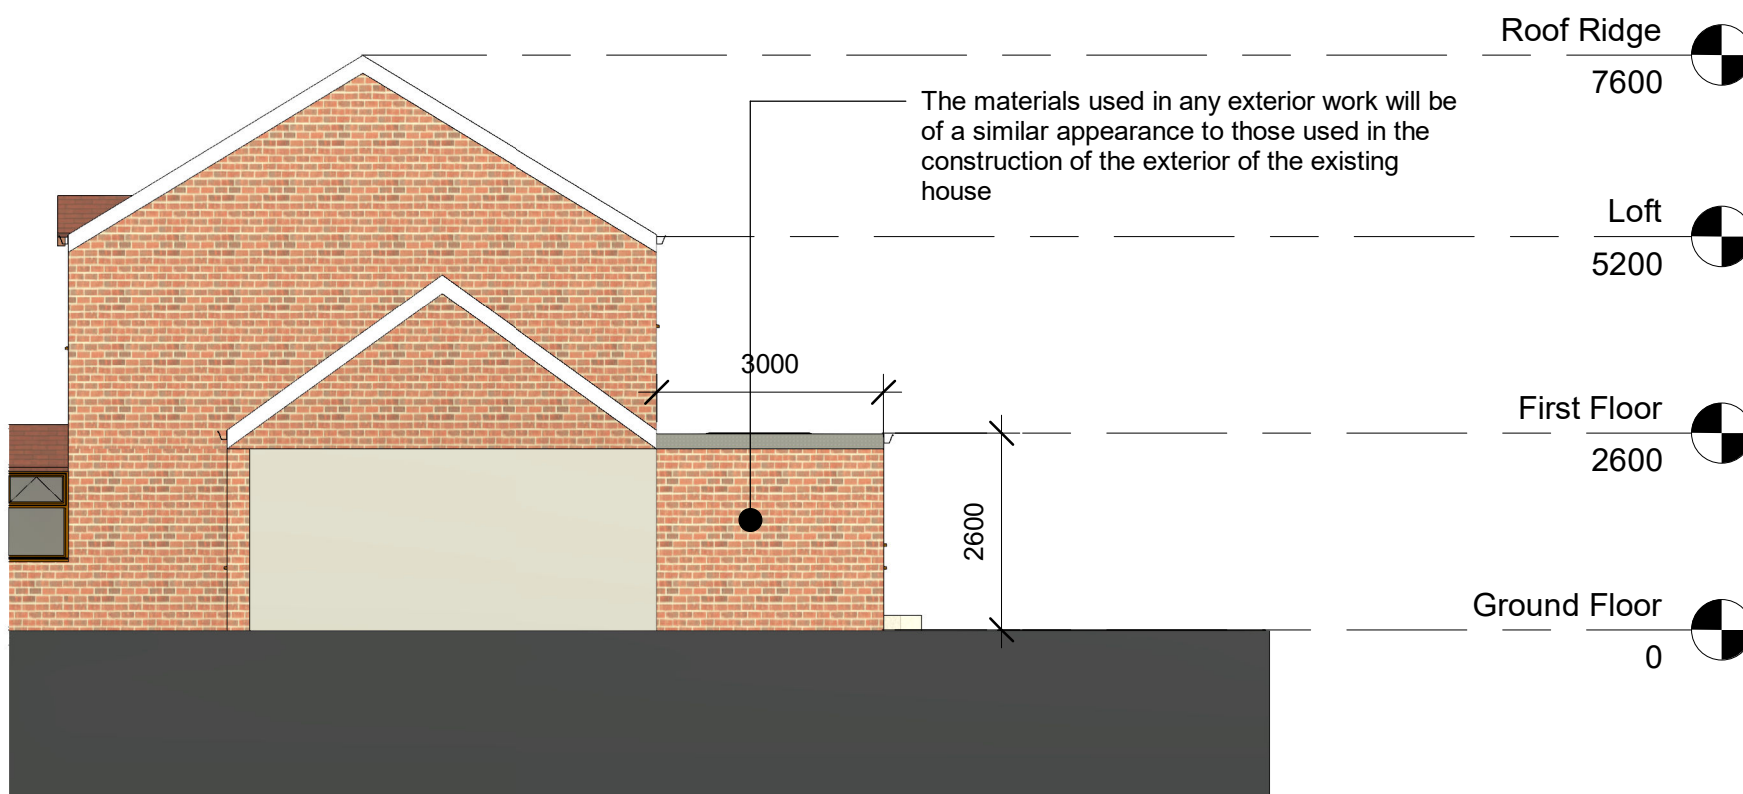 Roof Ridge
7600
The materials used in any exterior work will be
of a similar appearance to those used in the
construction of the exterior of the existing
house
Loft
5200
3000
First Floor
2600
2600
Ground Floor
0